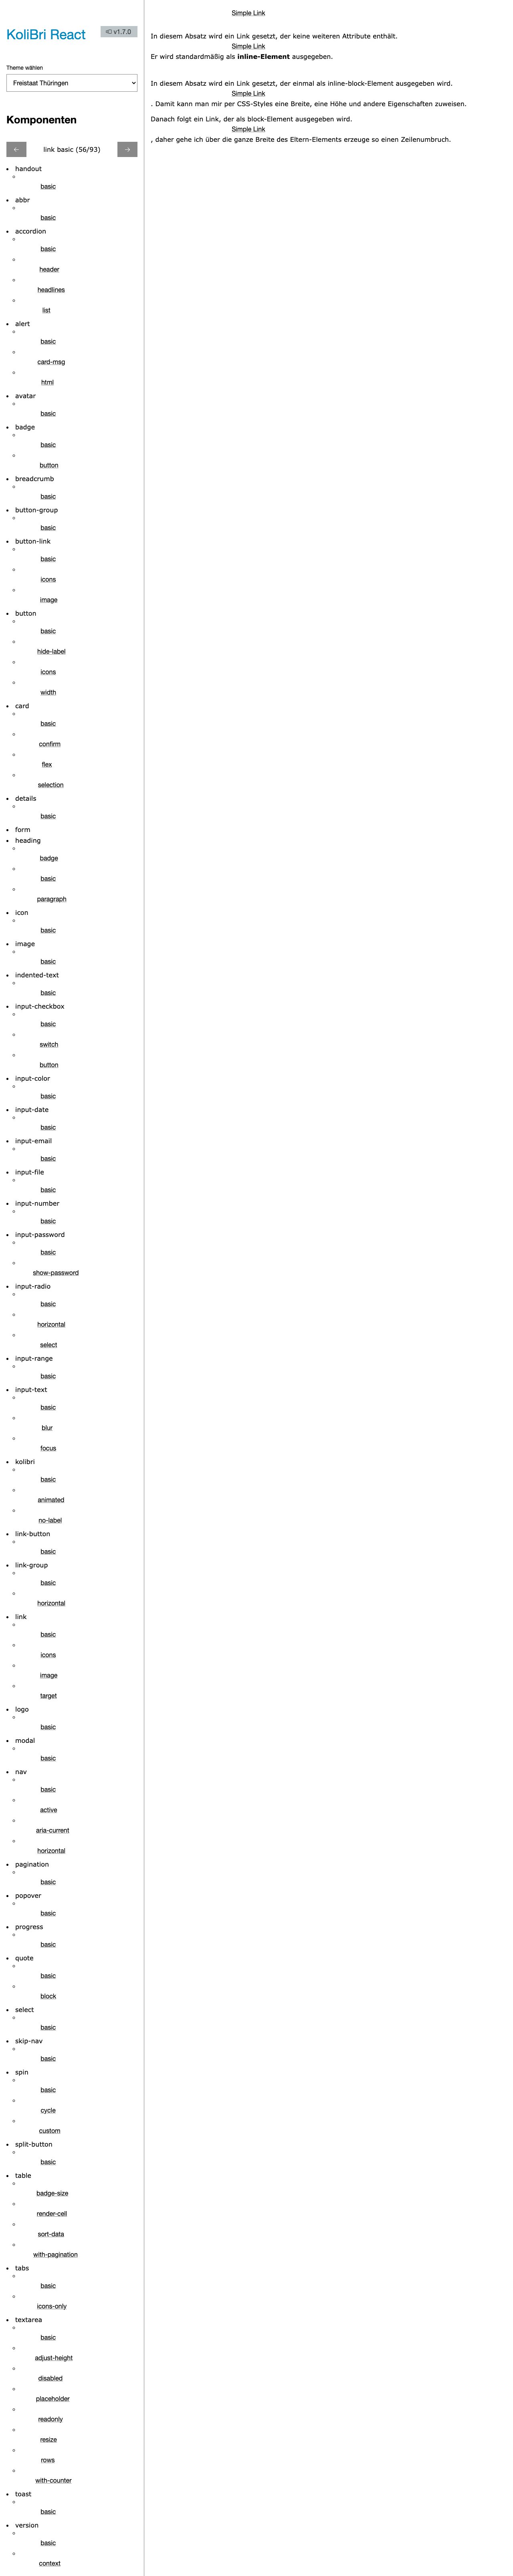 KoliBri React
v1.7.0
Theme wählen
Freistaat Thüringen
Komponenten
← link basic (56/93) →
handout
basic
abbr
basic
accordion
basic
header
headlines
list
alert
basic
card-msg
html
avatar
basic
badge
basic
button
breadcrumb
basic
button-group
basic
button-link
basic
icons
image
button
basic
hide-label
icons
width
card
basic
confirm
flex
selection
details
basic
form
heading
badge
basic
paragraph
icon
basic
image
basic
indented-text
basic
input-checkbox
basic
switch
button
input-color
basic
input-date
basic
input-email
basic
input-file
basic
input-number
basic
input-password
basic
show-password
input-radio
basic
horizontal
select
input-range
basic
input-text
basic
blur
focus
kolibri
basic
animated
no-label
link-button
basic
link-group
basic
horizontal
link
basic
icons
image
target
logo
basic
modal
basic
nav
basic
active
aria-current
horizontal
pagination
basic
popover
basic
progress
basic
quote
basic
block
select
basic
skip-nav
basic
spin
basic
cycle
custom
split-button
basic
table
badge-size
render-cell
sort-data
with-pagination
tabs
basic
icons-only
textarea
basic
adjust-height
disabled
placeholder
readonly
resize
rows
with-counter
toast
basic
version
basic
context
Simple Link
In diesem Absatz wird ein Link gesetzt, der keine weiteren Attribute enthält.
Simple Link
Er wird standardmäßig als inline-Element ausgegeben.
In diesem Absatz wird ein Link gesetzt, der einmal als inline-block-Element ausgegeben wird.
Simple Link
. Damit kann man mir per CSS-Styles eine Breite, eine Höhe und andere Eigenschaften zuweisen.
Danach folgt ein Link, der als block-Element ausgegeben wird.
Simple Link
, daher gehe ich über die ganze Breite des Eltern-Elements erzeuge so einen Zeilenumbruch.